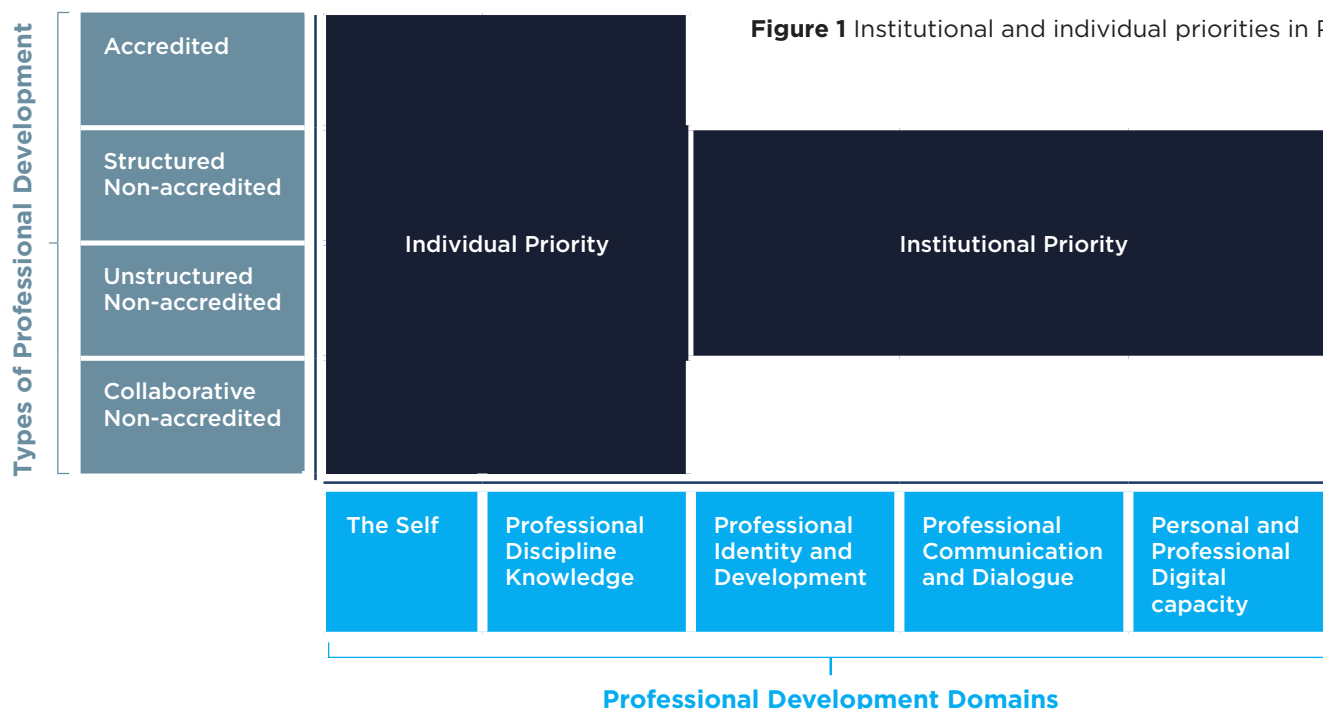 Figure 1 Institutional and individual priorities in
Types of Professional Development
Accredited
Structured
Non-accredited
Unstructured
Non-accredited
Collaborative
Non-accredited
Individual Priority
Institutional Priority
The Self
Professional
Discipline
Knowledge
Professional
Identity and
Development
Professional
Communication
and Dialogue
Personal and
Professional
Digital
capacity
Professional Development Domains